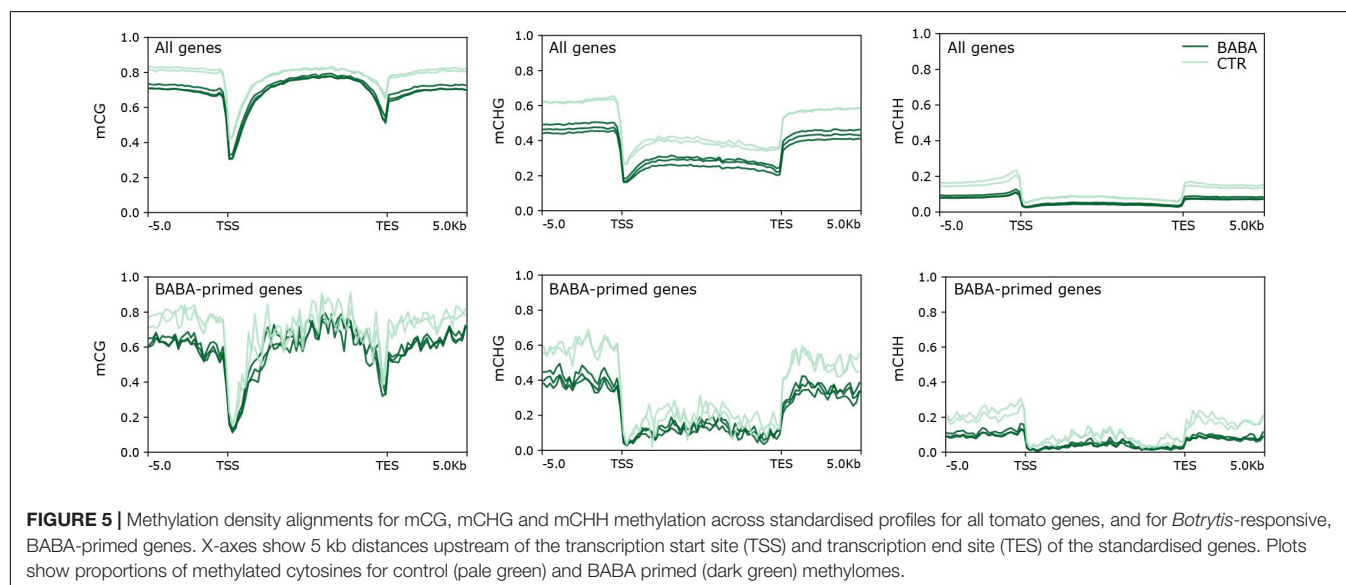 All genes
mCG
1.0
0.8
0.6
0.4
0.2
0.0
-5.0 TSS TES 5.0Kb
All genes
mCHG
1.0
0.8
0.6
0.4
0.2
0.0
-5.0 TSS TES 5.0Kb
All genes
BABA
CTR
mCHH
1.0
0.8
0.6
0.4
0.2
0.0
-5.0 TSS TES 5.0Kb
BABA-primed genes
mCG
1.0
0.8
0.6
0.4
0.2
0.0
-5.0 TSS TES 5.0Kb
BABA-primed genes
mCHG
1.0
0.8
0.6
0.4
0.2
0.0
-5.0 TSS TES 5.0Kb
BABA-primed genes
mCHH
1.0
0.8
0.6
0.4
0.2
0.0
-5.0 TSS TES 5.0Kb
FIGURE 5 | Methylation density alignments for mCG, mCHG and mCHH methylation across standardised profiles for all tomato genes, and for Botrytis-responsive,
BABA-primed genes. X-axes show 5 kb distances upstream of the transcription start site (TSS) and transcription end site (TES) of the standardised genes. Plots
show proportions of methylated cytosines for control (pale green) and BABA primed (dark green) methylomes.